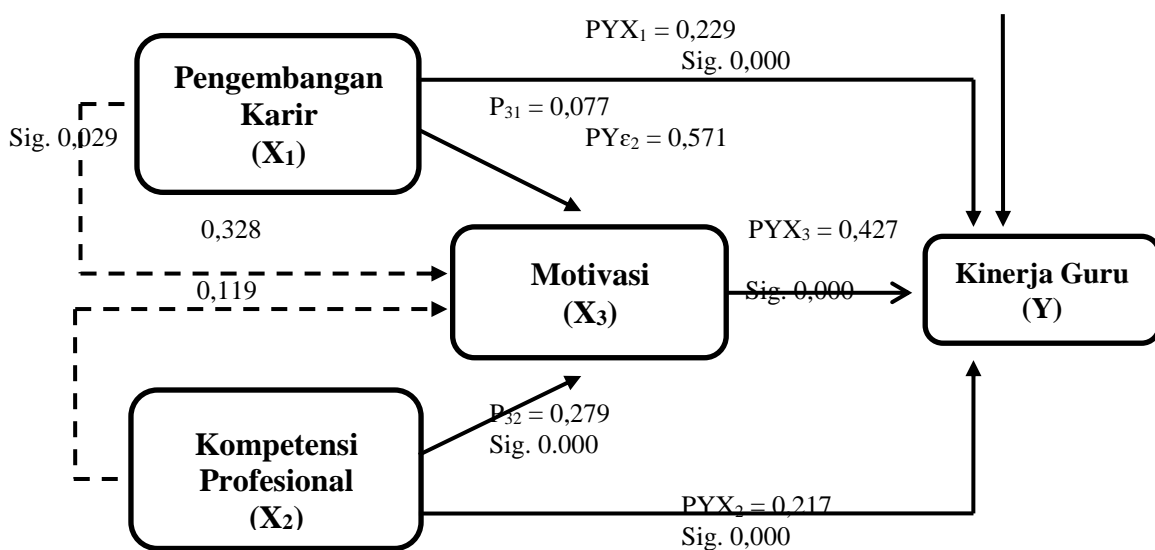 PYX₁ = 0,229
Sig. 0,000
Pengembangan
Karir
(X₁)
P₃₁ = 0,077
PYε₂ = 0,571
Sig. 0,029
0,328
PYX₃ = 0,427
Motivasi
(X₃)
Sig. 0,000
Kinerja Guru
(Y)
0,119
P₃₂ = 0,279
Sig. 0.000
Kompetensi
Profesional
(X₂)
PYX₂ = 0,217
Sig. 0,000